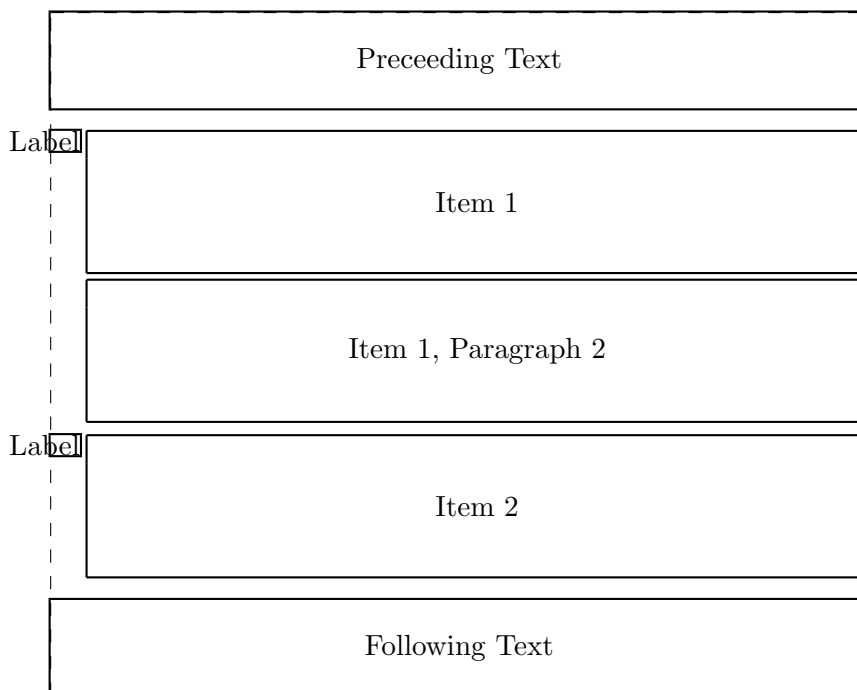 Preceeding Text
Label
Item 1
Item 1, Paragraph 2
Label
Item 2
Following Text